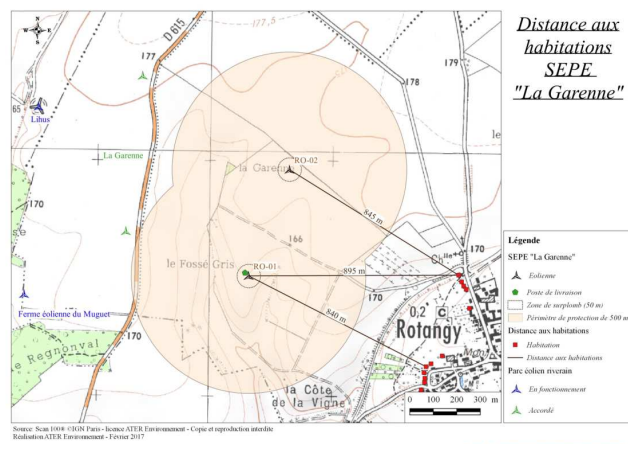 Distance aux
habitations
SEPE
"La Garenne"
N
W E
S
D 615
177,5
177
179
178
65
Lihus
La Garenne
la Garenne
RO-02
le
170
845 m
166
Ch
170
le Fossé Gris
RO-01
895 m
170
0,2
C
Rotangy
840 m
Ferme éolienne du Muguet
170
e Regnonval
la Côte
de la Vigne
0 100 200 300 m
Légende
SEPE "La Garenne"
Eolienne
Poste de livraison
Zone de surplomb (50 m)
Périmètre de protection de 500 m
Distance aux habitations
Habitation
Distance aux habitations
Parc éolien riverain
En fonctionnement
Accordé
Source: Scan 100® ©IGN Paris - licence ATER Environnement - Copie et reproduction interdite
Réalisation ATER Environnement - Février 2017